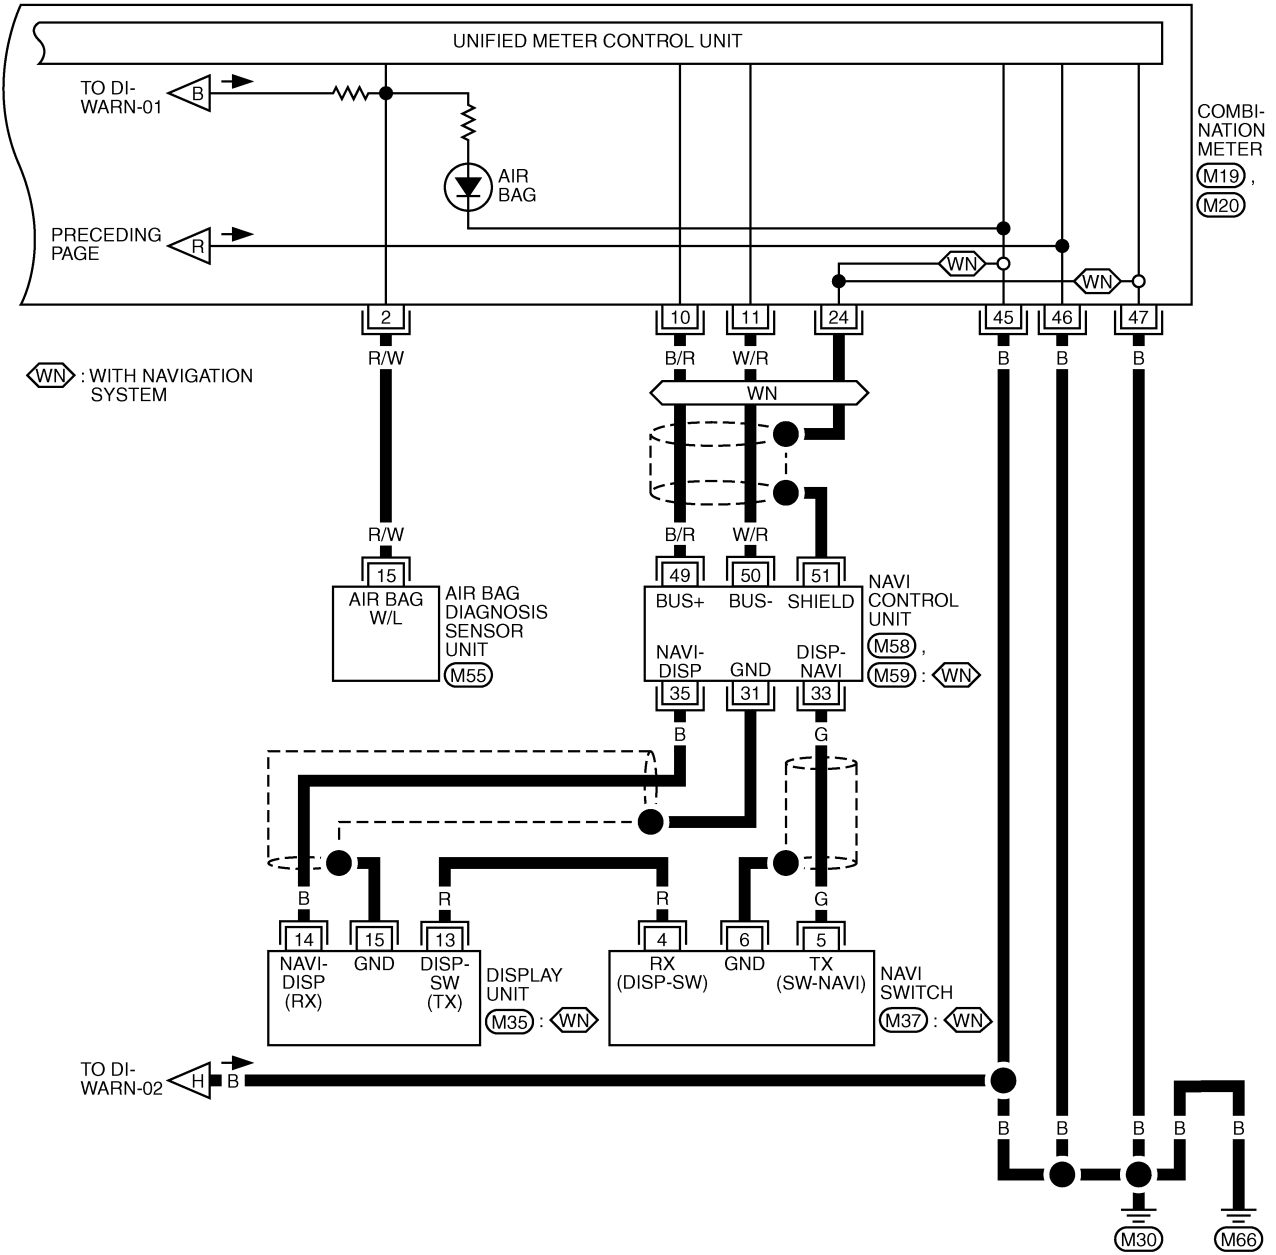 UNIFIED METER CONTROL UNIT
TO DI-
WARN-01
B
AIR
BAG
COMBI-
NATION
METER
M19 ,
M20
PRECEDING
PAGE
R
WN
WN
2
10
11
24
45
46
47
R/W
B/R
W/R
B
B
B
WN : WITH NAVIGATION
SYSTEM
WN
R/W
B/R
W/R
15
AIR BAG
W/L
AIR BAG
DIAGNOSIS
SENSOR
UNIT
M55
49
50
51
BUS+
BUS-
SHIELD
NAVI-
DISP
GND
DISP-
NAVI
35
31
33
NAVI
CONTROL
UNIT
M58 ,
M59 : WN
B
G
B
R
R
G
14
15
13
NAVI-
DISP
(RX)
GND
DISP-
SW
(TX)
DISPLAY
UNIT
M35 : WN
4
6
5
RX
(DISP-SW)
GND
TX
(SW-NAVI)
NAVI
SWITCH
M37 : WN
TO DI-
WARN-02
H
B
B
B
B
B
B
M30
M66